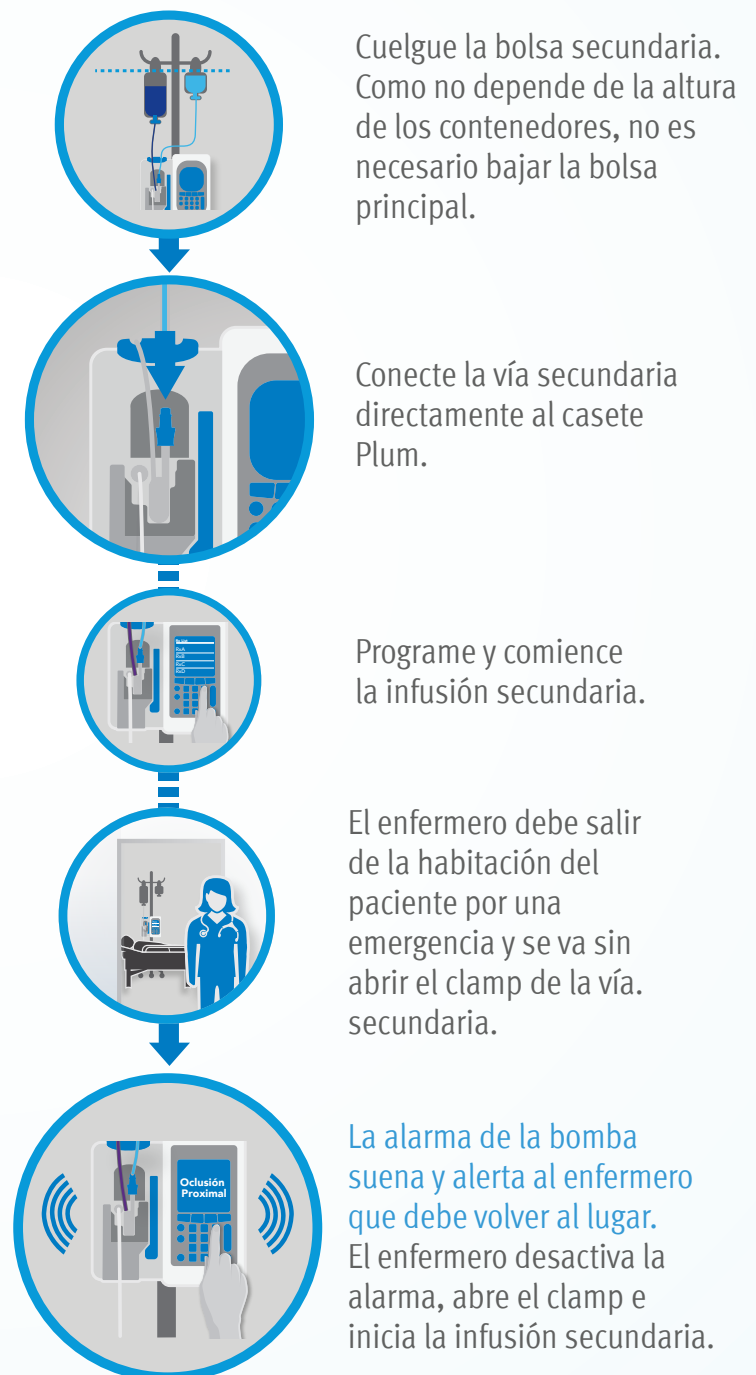 Cuelgue la bolsa secundaria.
Como no depende de la altura
de los contenedores, no es
necesario bajar la bolsa
principal.
Conecte la vía secundaria
directamente al casete
Plum.
RxA
RxB
RxC
RxD
Programe y comience
la infusión secundaria.
El enfermero debe salir
de la habitación del
paciente por una
emergencia y se va sin
abrir el clamp de la vía.
secundaria.
Oclusión
Proximal
La alarma de la bomba
suena y alerta al enfermero
que debe volver al lugar.
El enfermero desactiva la
alarma, abre el clamp e
inicia la infusión secundaria.